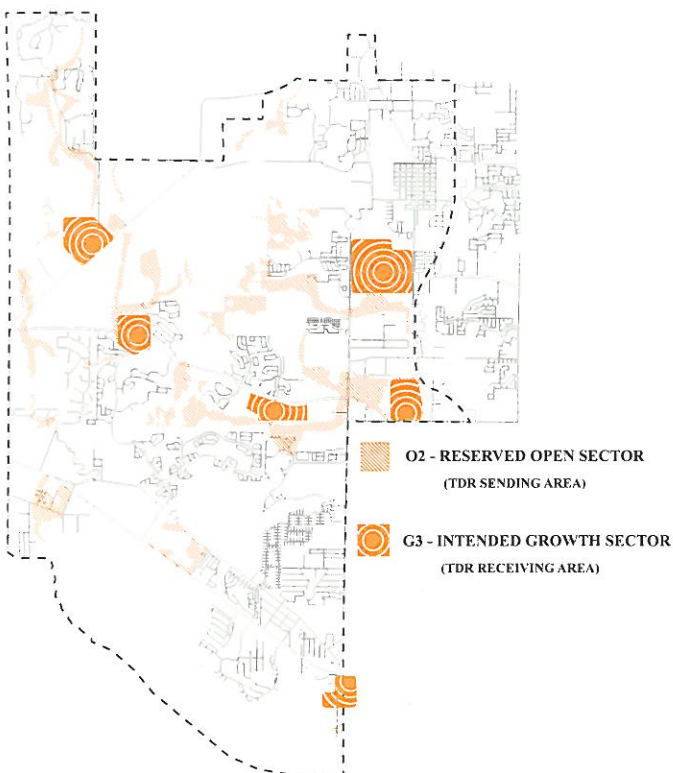 O2 - RESERVED OPEN SECTOR
(TDR SENDING AREA)
G3 - INTENDED GROWTH SECTOR
(TDR RECEIVING AREA)